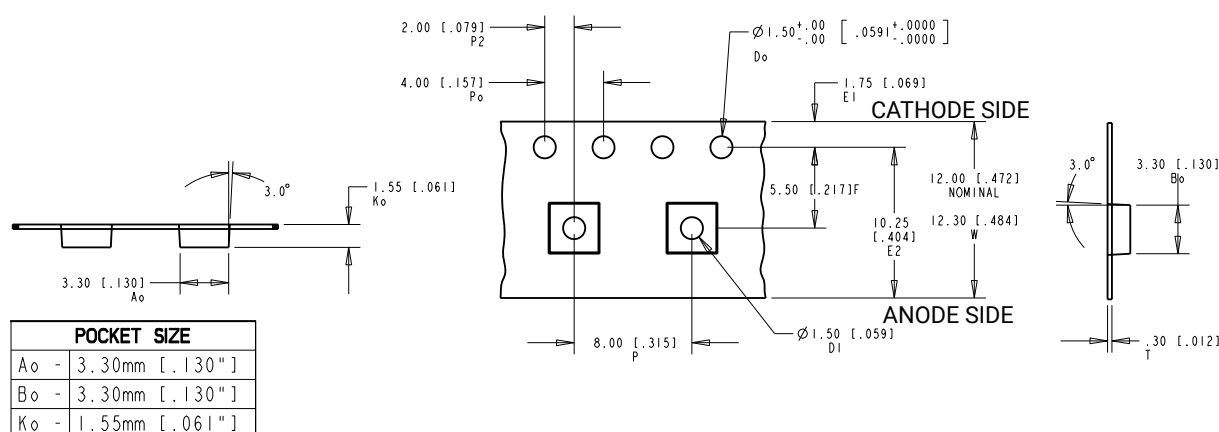 2.00 [.079]
P2
Ø1.50 +.00 -.00 [ .0591 +.0000 -.0000 ]
Do
4.00 [.157]
Po
1.75 [.069]
E1
CATHODE SIDE
3.0°
1.55 [.061]
Ko
5.50 [.217]F
12.00 [.472]
NOMINAL
12.30 [.484]
W
10.25
[.404]
E2
3.0°
3.30 [.130]
Bo
3.30 [.130]
Ao
ANODE SIDE
8.00 [.315]
P
Ø1.50 [.059]
D1
.30 [.012]
T
POCKET SIZE
Ao - 3.30mm [.130"]
Bo - 3.30mm [.130"]
Ko - 1.55mm [.061"]